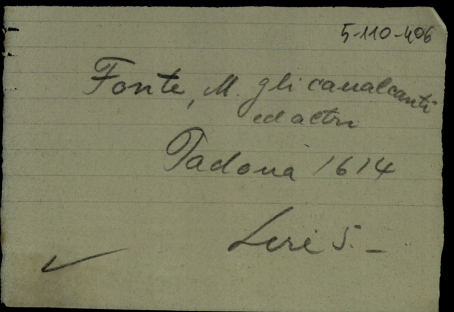 5-110-406
Fonte, M. gli cavalcanti
ed altri
Padova 1614
Lire 5.-